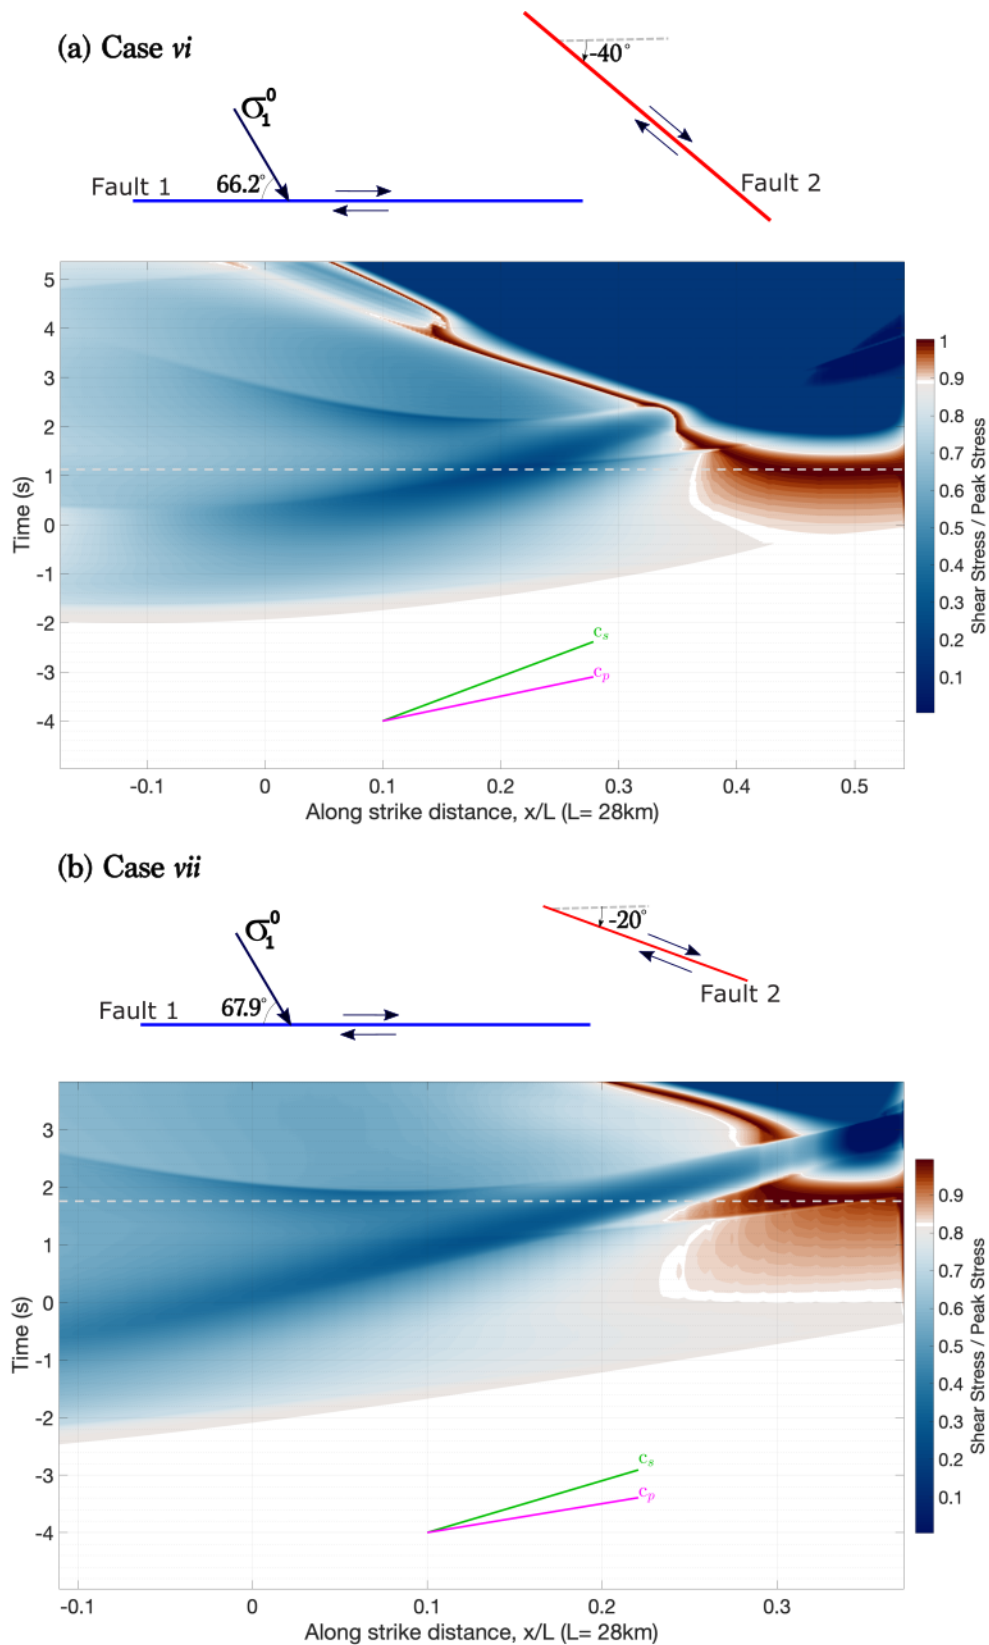 (a) Case vi
-40°
σ₁⁰
66.2°
Fault 1
Fault 2
5
4
3
2
1
0
-1
-2
-3
-4
Time (s)
cₛ
cₚ
-0.1 0 0.1 0.2 0.3 0.4 0.5
Along strike distance, x/L (L= 28km)
1
0.9
0.8
0.7
0.6
0.5
0.4
0.3
0.2
0.1
Shear Stress / Peak Stress
(b) Case vii
-20°
σ₁⁰
67.9°
Fault 1
Fault 2
3
2
1
0
-1
-2
-3
-4
Time (s)
cₛ
cₚ
-0.1 0 0.1 0.2 0.3
Along strike distance, x/L (L= 28km)
0.9
0.8
0.7
0.6
0.5
0.4
0.3
0.2
0.1
Shear Stress / Peak Stress